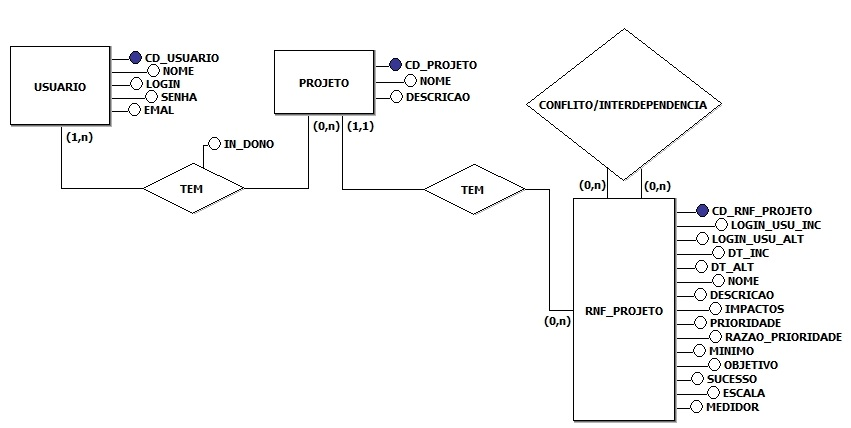 USUARIO
CD_USUARIO
NOME
LOGIN
SENHA
EMAL
(1,n)
TEM
IN_DONO
PROJETO
CD_PROJETO
NOME
DESCRICAO
(0,n)
(1,1)
TEM
CONFLITO/INTERDEPENDENCIA
(0,n)
(0,n)
(0,n)
RNF_PROJETO
CD_RNF_PROJETO
LOGIN_USU_INC
LOGIN_USU_ALT
DT_INC
DT_ALT
NOME
DESCRICAO
IMPACTOS
PRIORIDADE
RAZAO_PRIORIDADE
MINIMO
OBJETIVO
SUCESSO
ESCALA
MEDIDOR